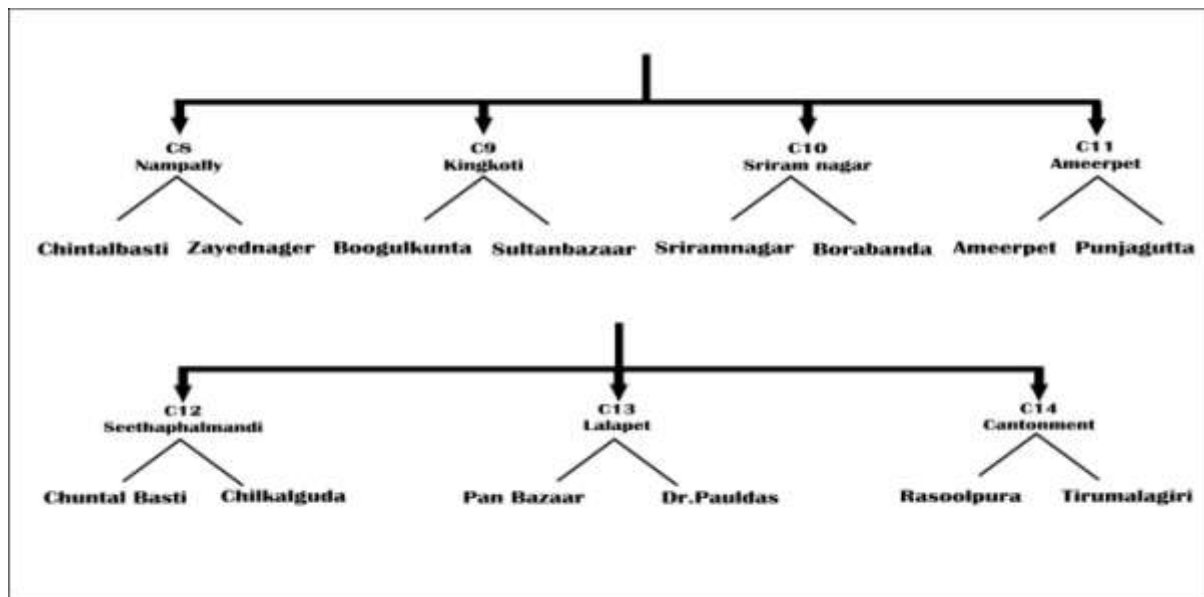 C8 C9 C10 C11
Nampally Kingkoti Sriram nagar Ameerpet
Chintalbasti Zayednager Boogulkunta Sultanbazaar Sriramnagar Borabanda Ameerpet Punjagutta
C12 C13 C14
Seethaphalmandi Lalapet Cantonment
Chuntal Basti Chilkalguda Pan Bazaar Dr.Pauldas Rasoolpura Tirumalagiri